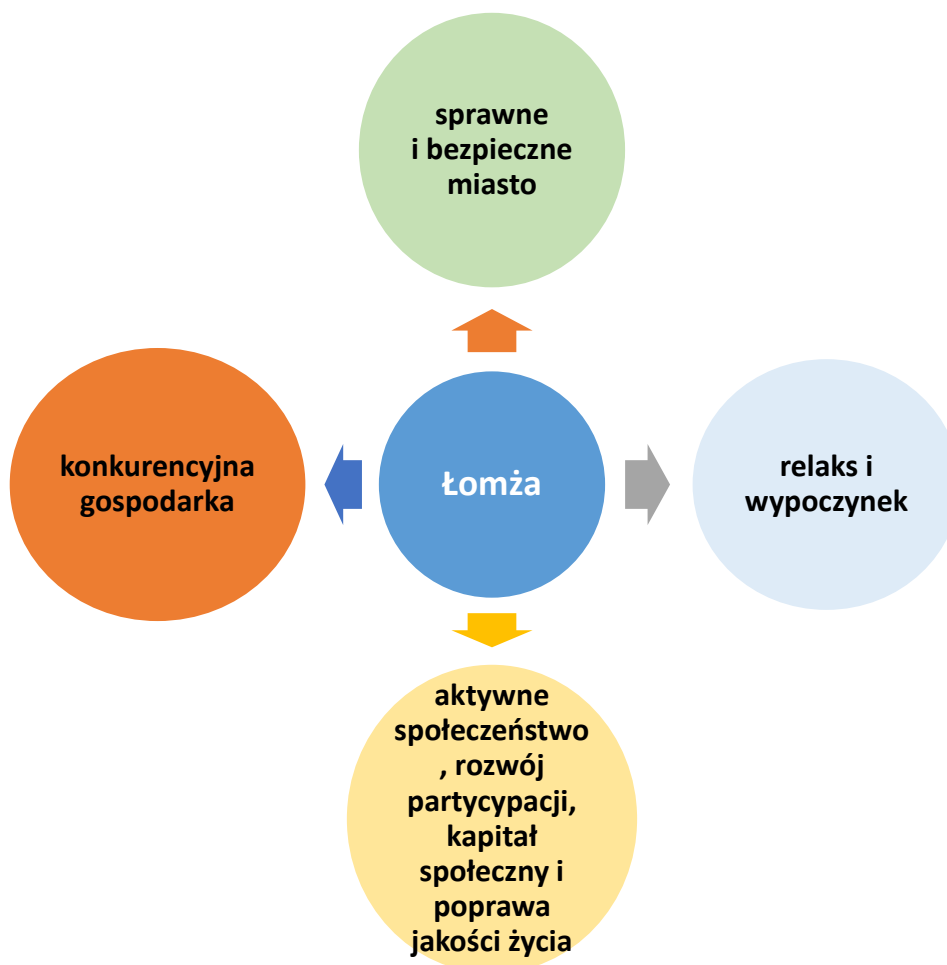 sprawne
i bezpieczne
miasto
konkurencyjna
gospodarka
Łomża
relaks i
wypoczynek
aktywne
społeczeństwo
, rozwój
partycypacji,
kapitał
społeczny i
poprawa
jakości życia